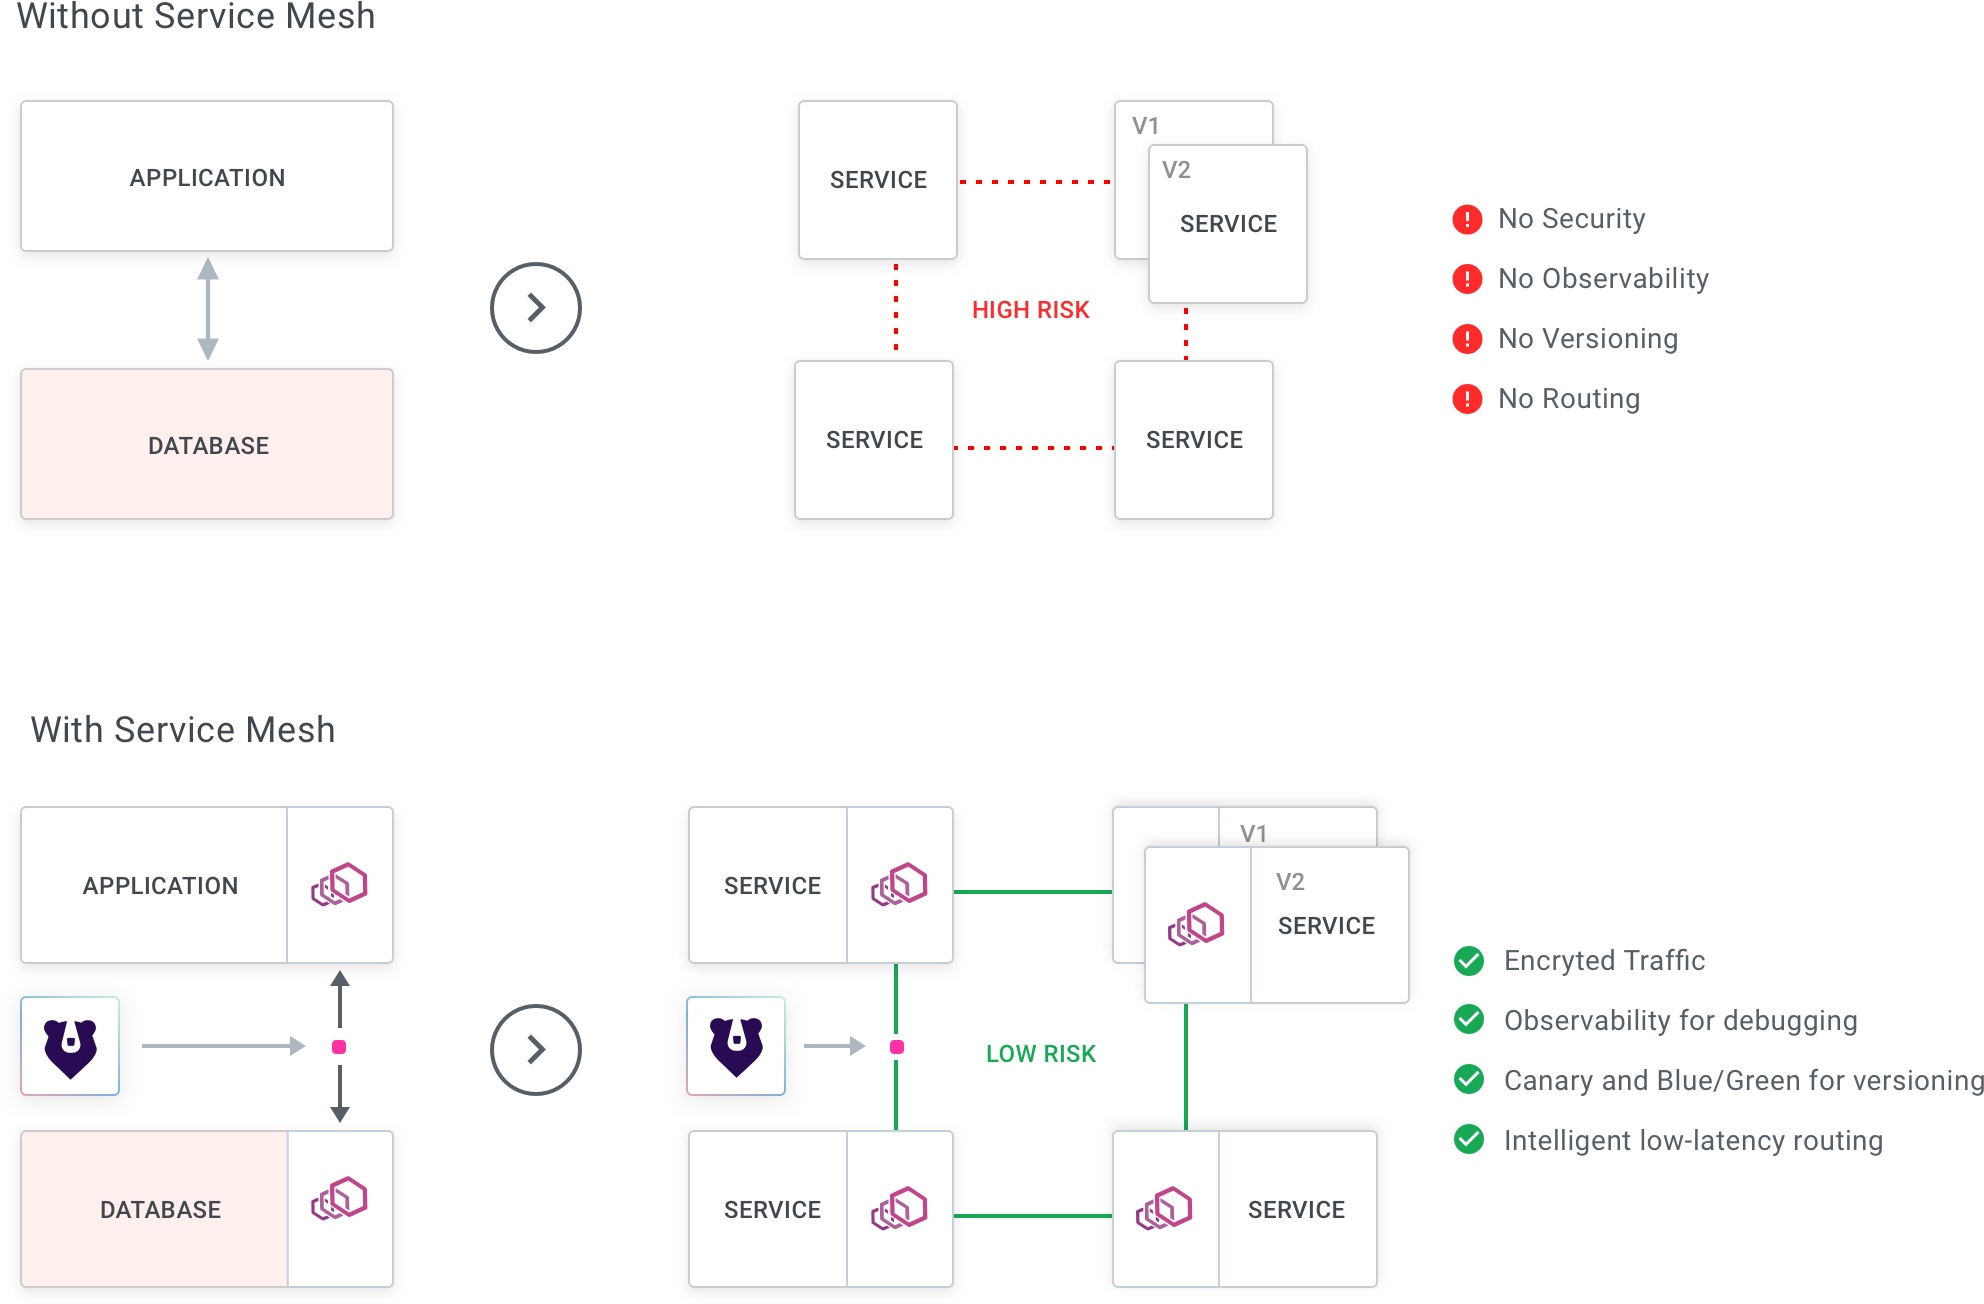 Without Service Mesh
APPLICATION
DATABASE
SERVICE
V1
V2
SERVICE
HIGH RISK
SERVICE
SERVICE
No Security
No Observability
No Versioning
No Routing
With Service Mesh
APPLICATION
DATABASE
SERVICE
V1
V2
SERVICE
LOW RISK
SERVICE
SERVICE
Encryted Traffic
Observability for debugging
Canary and Blue/Green for versioning
Intelligent low-latency routing